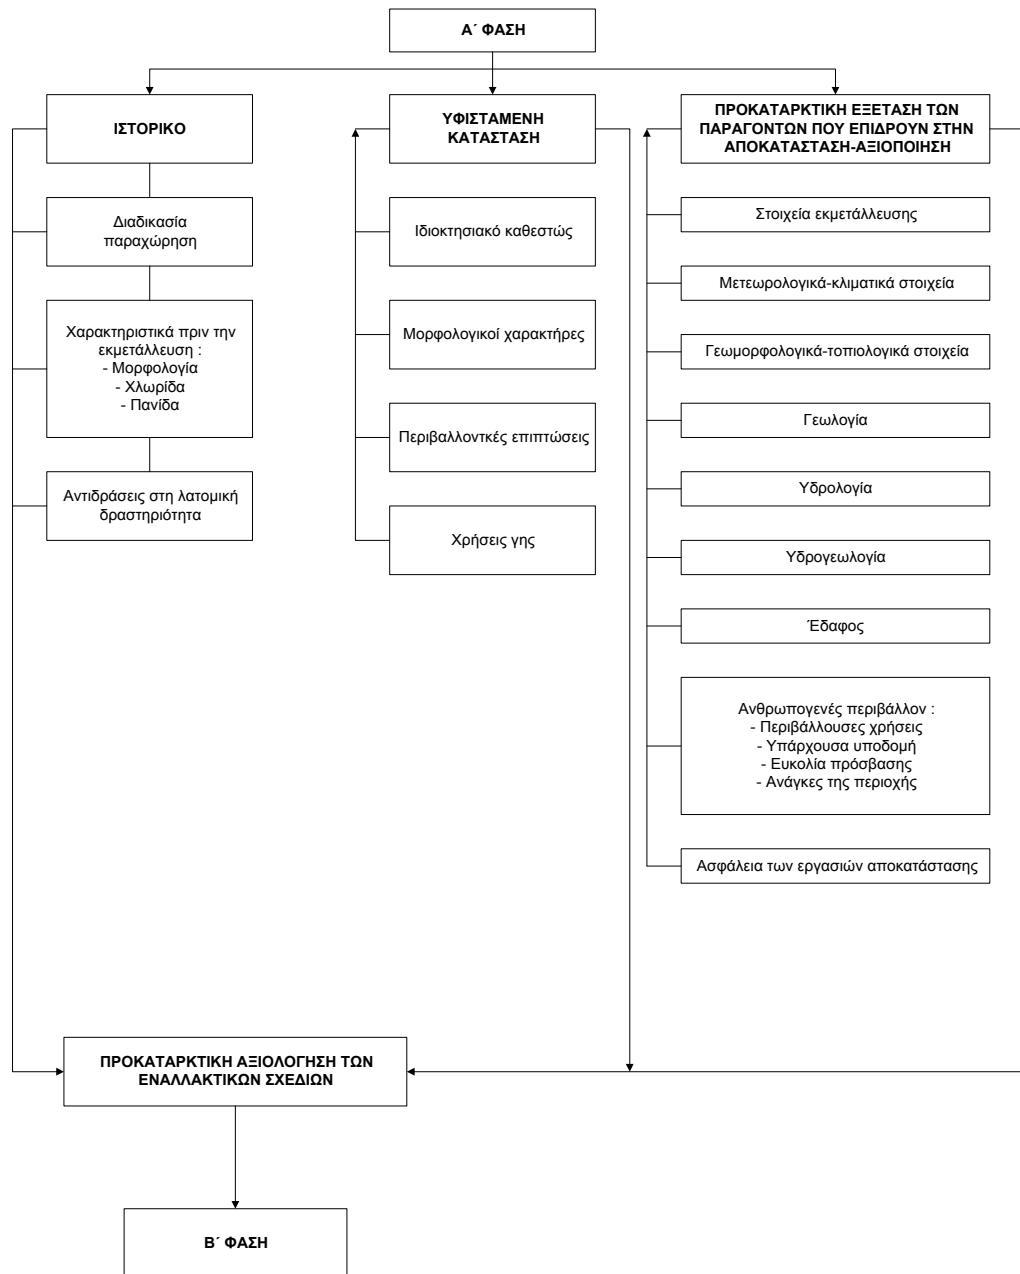 Α΄ ΦΑΣΗ
ΙΣΤΟΡΙΚΟ
Διαδικασία
παραχώρηση
Χαρακτηριστικά πριν την
εκμετάλλευση :
- Μορφολογία
- Χλωρίδα
- Πανίδα
Αντιδράσεις στη λατομική
δραστηριότητα
ΥΦΙΣΤΑΜΕΝΗ
ΚΑΤΑΣΤΑΣΗ
Ιδιοκτησιακό καθεστώς
Μορφολογικοί χαρακτήρες
Περιβαλλοντκές επιπτώσεις
Χρήσεις γης
ΠΡΟΚΑΤΑΡΚΤΙΚΗ ΕΞΕΤΑΣΗ ΤΩΝ
ΠΑΡΑΓΟΝΤΩΝ ΠΟΥ ΕΠΙΔΡΟΥΝ ΣΤΗΝ
ΑΠΟΚΑΤΑΣΤΑΣΗ-ΑΞΙΟΠΟΙΗΣΗ
Στοιχεία εκμετάλλευσης
Μετεωρολογικά-κλιματικά στοιχεία
Γεωμορφολογικά-τοπιολογικά στοιχεία
Γεωλογία
Υδρολογία
Υδρογεωλογία
Έδαφος
Ανθρωπογενές περιβάλλον :
- Περιβάλλουσες χρήσεις
- Υπάρχουσα υποδομή
- Ευκολία πρόσβασης
- Ανάγκες της περιοχής
Ασφάλεια των εργασιών αποκατάστασης
ΠΡΟΚΑΤΑΡΚΤΙΚΗ ΑΞΙΟΛΟΓΗΣΗ ΤΩΝ
ΕΝΑΛΛΑΚΤΙΚΩΝ ΣΧΕΔΙΩΝ
Β΄ ΦΑΣΗ